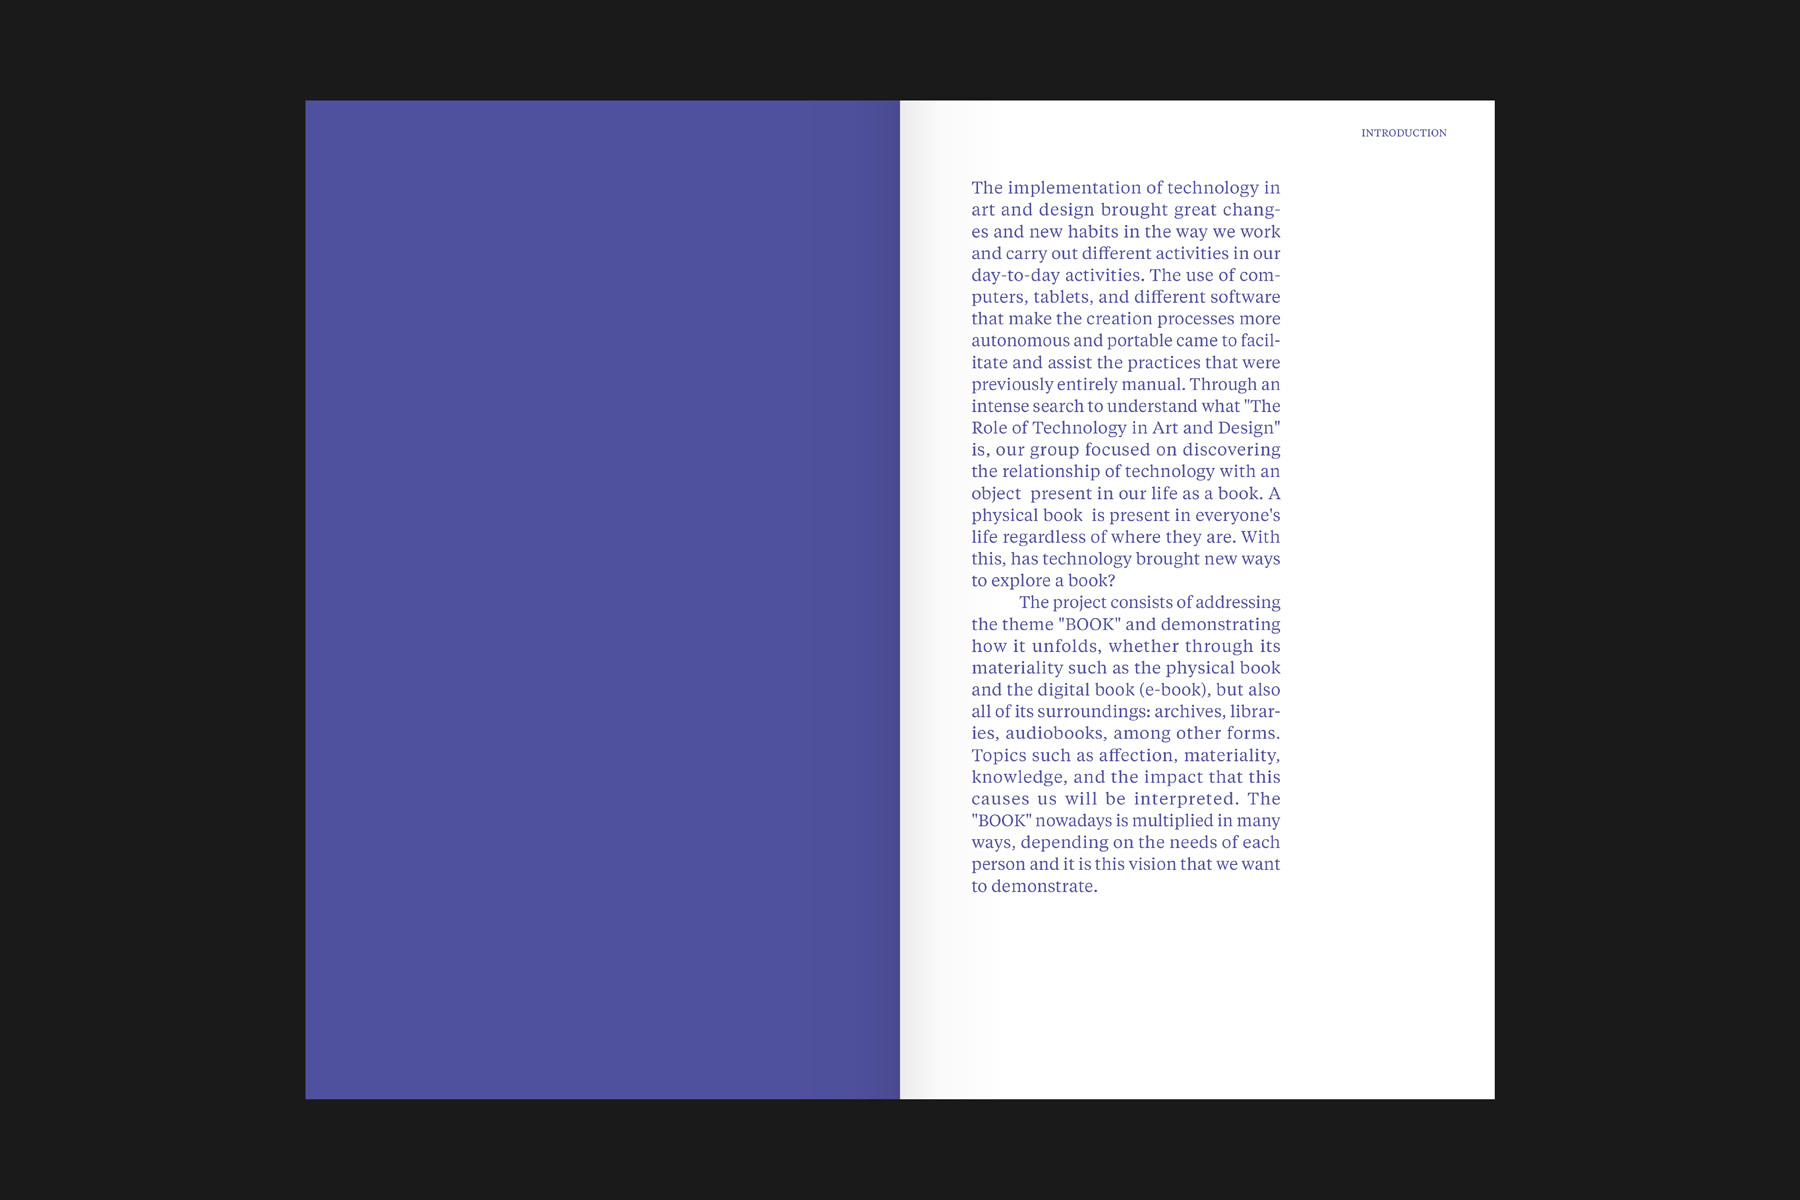 INTRODUCTION
The implementation of technology in
art and design brought great chang-
es and new habits in the way we work
and carry out different activities in our
day-to-day activities. The use of com-
puters, tablets, and different software
that make the creation processes more
autonomous and portable came to facil-
itate and assist the practices that were
previously entirely manual. Through an
intense search to understand what "The
Role of Technology in Art and Design"
is, our group focused on discovering
the relationship of technology with an
object  present in our life as a book. A
physical book  is present in everyone's
life regardless of where they are. With
this, has technology brought new ways
to explore a book?
The project consists of addressing
the theme "BOOK" and demonstrating
how it unfolds, whether through its
materiality such as the physical book
and the digital book (e-book), but also
all of its surroundings: archives, librar-
ies, audiobooks, among other forms.
Topics such as affection, materiality,
knowledge, and the impact that this
causes us will be interpreted. The
"BOOK" nowadays is multiplied in many
ways, depending on the needs of each
person and it is this vision that we want
to demonstrate.